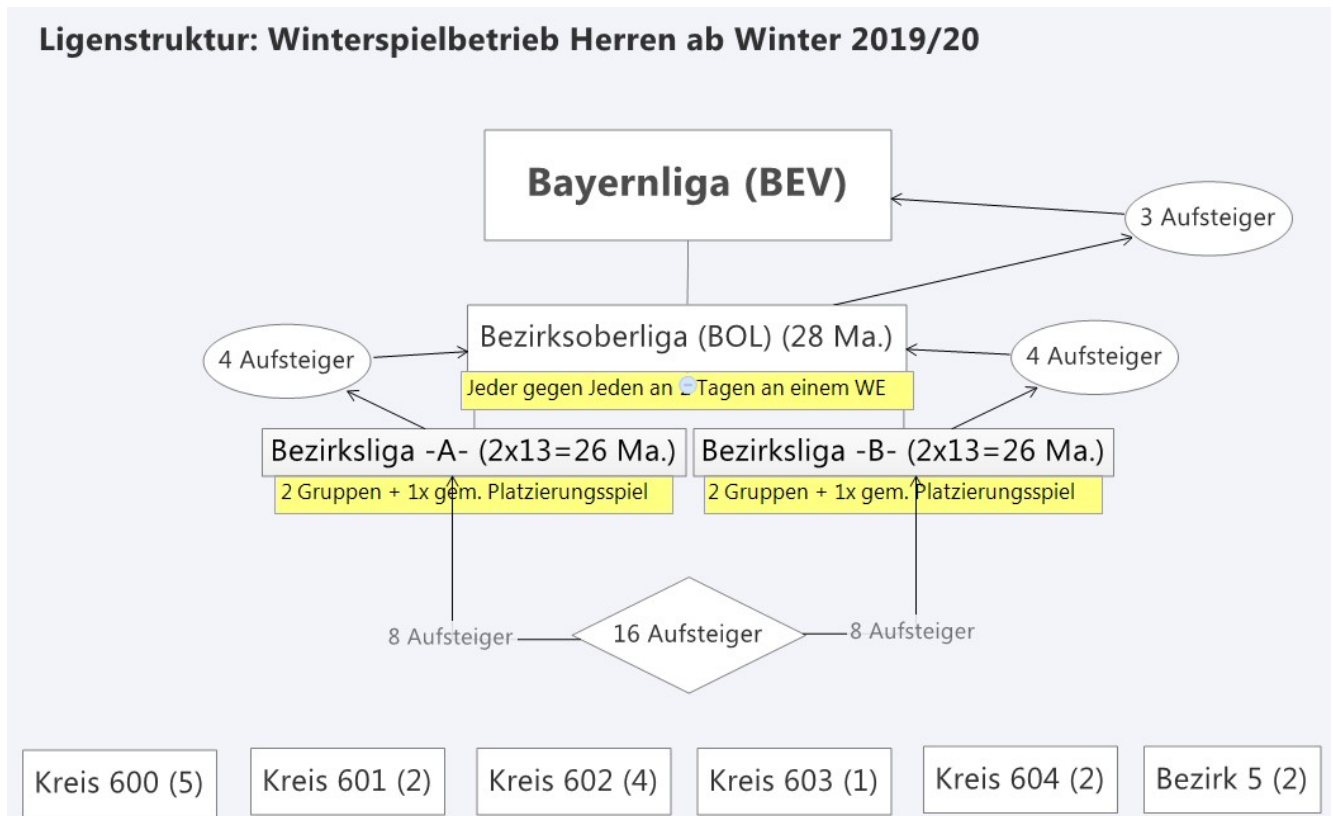 Ligenstruktur: Winterspielbetrieb Herren ab Winter 2019/20
Bayernliga (BEV)
3 Aufsteiger
Bezirksoberliga (BOL) (28 Ma.)
4 Aufsteiger
4 Aufsteiger
Jeder gegen Jeden an Tagen an einem WE
Bezirksliga -A- (2x13=26 Ma.)
Bezirksliga -B- (2x13=26 Ma.)
2 Gruppen + 1x gem. Platzierungsspiel
2 Gruppen + 1x gem. Platzierungsspiel
8 Aufsteiger
16 Aufsteiger
8 Aufsteiger
Kreis 600 (5)
Kreis 601 (2)
Kreis 602 (4)
Kreis 603 (1)
Kreis 604 (2)
Bezirk 5 (2)